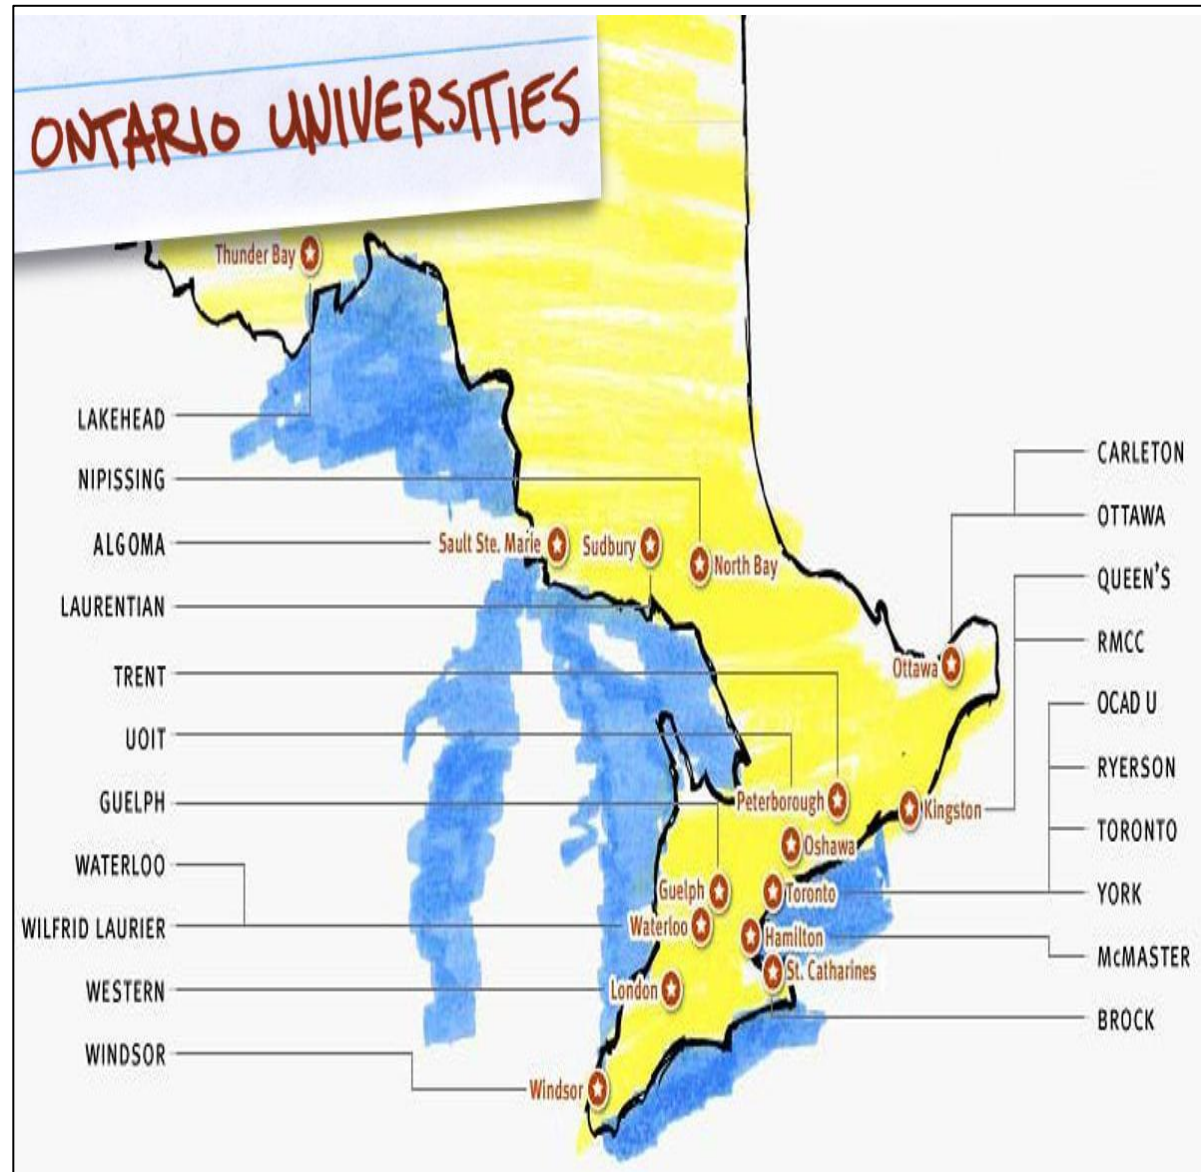 ONTARIO UNIVERSITIES
Thunder Bay
LAKEHEAD
NIPISSING
ALGOMA
LAURENTIAN
TRENT
UOIT
GUELPH
WATERLOO
WILFRID LAURIER
WESTERN
WINDSOR
Sault Ste. Marie
Sudbury
North Bay
Ottawa
Peterborough
Kingston
Oshawa
Guelph
Toronto
Waterloo
Hamilton
St. Catharines
London
Windsor
CARLETON
OTTAWA
QUEEN'S
RMCC
OCAD U
RYERSON
TORONTO
YORK
McMASTER
BROCK